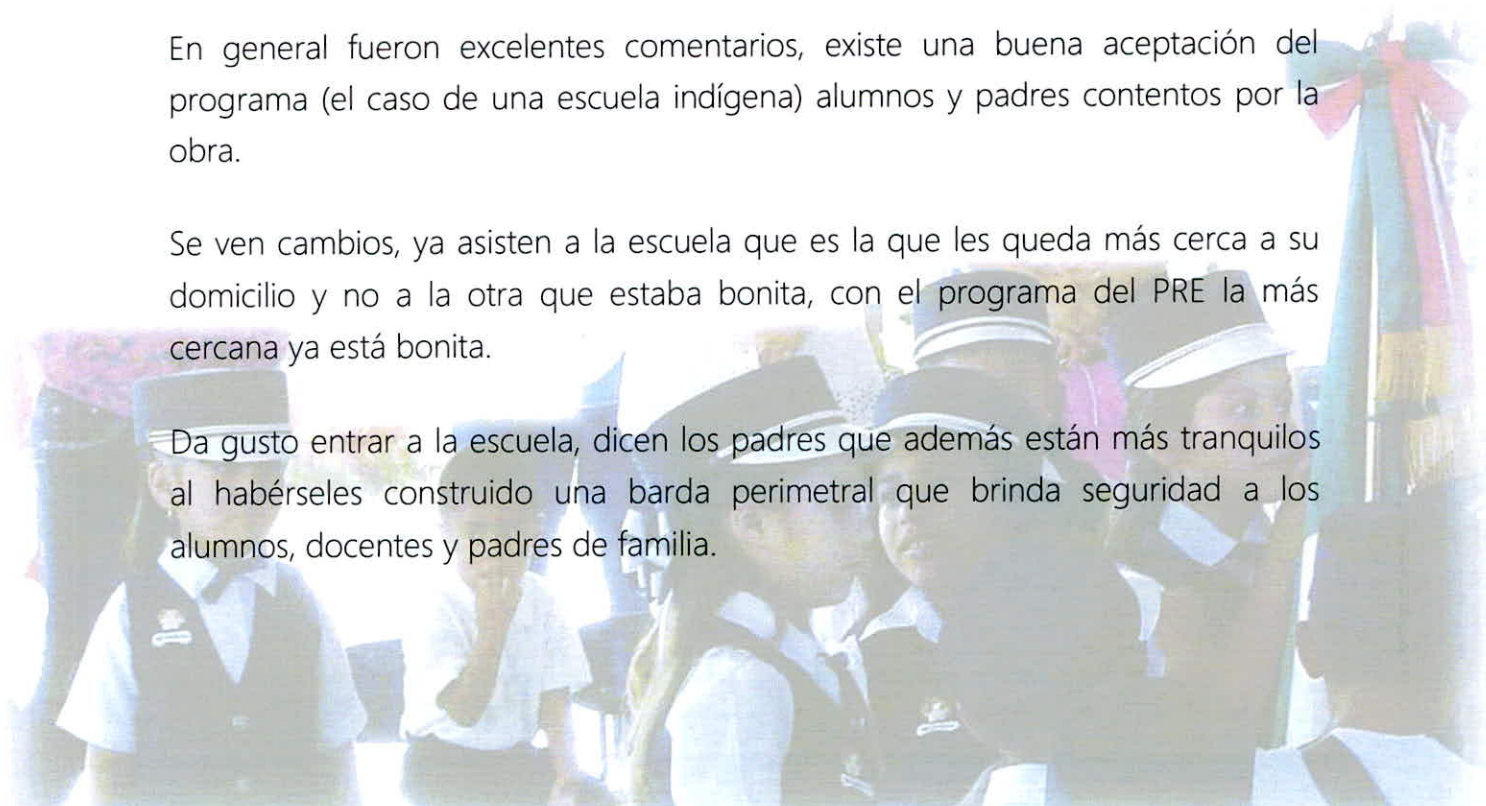 En general fueron excelentes comentarios, existe una buena aceptación del
programa (el caso de una escuela indígena) alumnos y padres contentos por la
obra.
Se ven cambios, ya asisten a la escuela que es la que les queda más cerca a su
domicilio y no a la otra que estaba bonita, con el programa del PRE la más
cercana ya está bonita.
Da gusto entrar a la escuela, dicen los padres que además están más tranquilos
al habérseles construido una barda perimetral que brinda seguridad a los
alumnos, docentes y padres de familia.